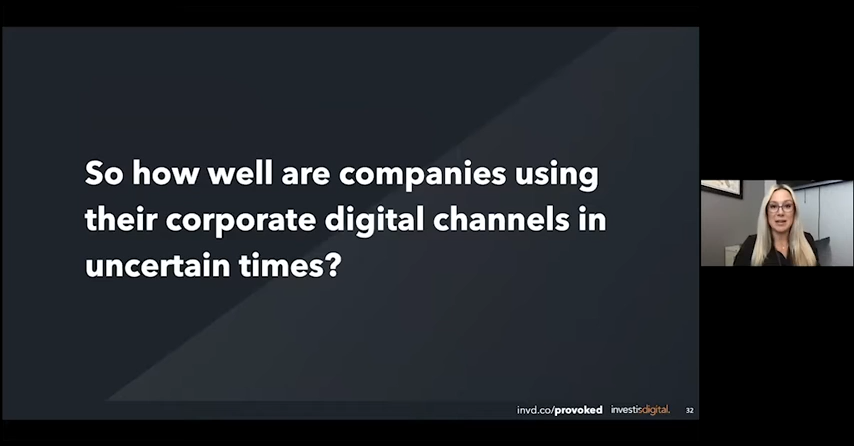 So how well are companies using
their corporate digital channels in
uncertain times?
invd.co/provoked investisdigital. 32